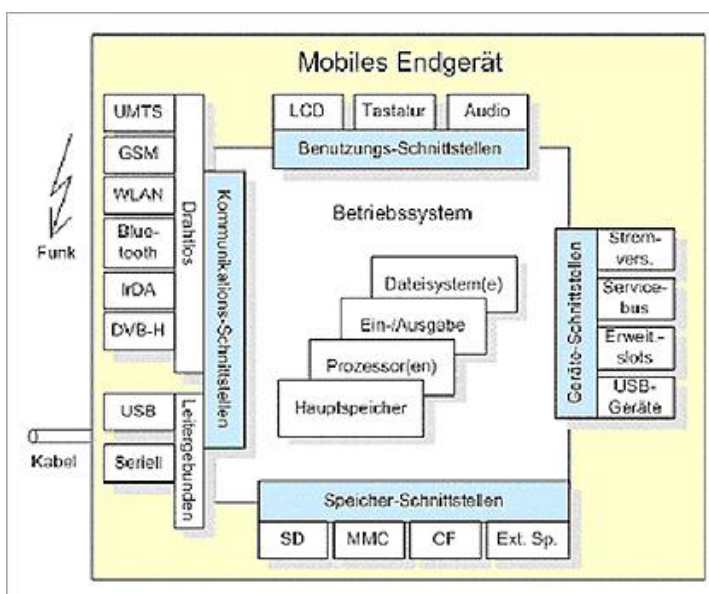 Mobiles Endgerät
LCD
Tastatur
Audio
Benutzungs-Schnittstellen
UMTS
GSM
WLAN
Blue-
tooth
IrDA
DVB-H
Drahtlos
Kommunikations-Schnittstellen
Funk
USB
Seriell
Leitergebunden
Kabel
Betriebssystem
Dateisystem(e)
Ein-/Ausgabe
Prozessor(en)
Hauptspeicher
Geräte-Schnittstellen
Strom-
vers.
Service-
bus
Erweit.-
slots
USB-
Geräte
Speicher-Schnittstellen
SD
MMC
CF
Ext. Sp.